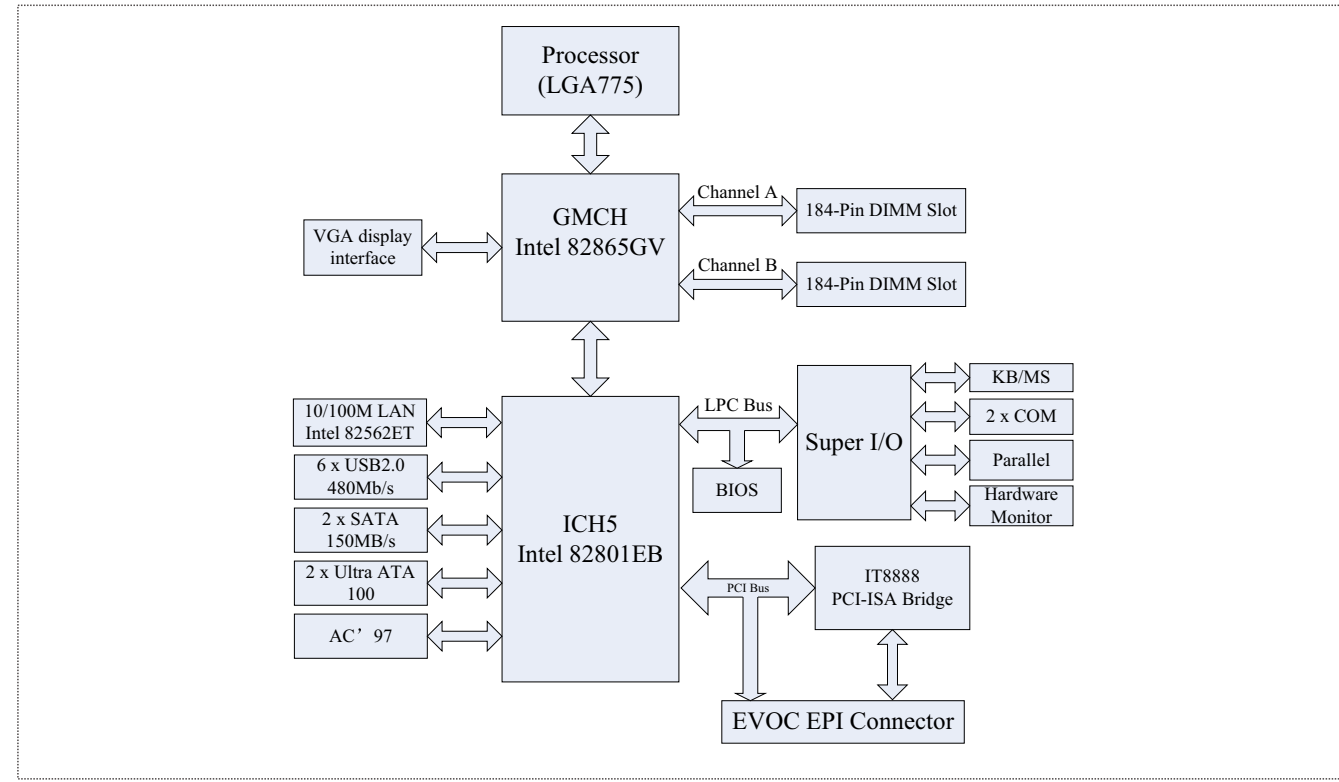 Processor
(LGA775)
GMCH
Intel 82865GV
VGA display
interface
Channel A
184-Pin DIMM Slot
Channel B
184-Pin DIMM Slot
10/100M LAN
Intel 82562ET
6 x USB2.0
480Mb/s
2 x SATA
150MB/s
2 x Ultra ATA
100
AC’97
ICH5
Intel 82801EB
LPC Bus
BIOS
Super I/O
KB/MS
2 x COM
Parallel
Hardware
Monitor
PCI Bus
IT8888
PCI-ISA Bridge
EVOC EPI Connector